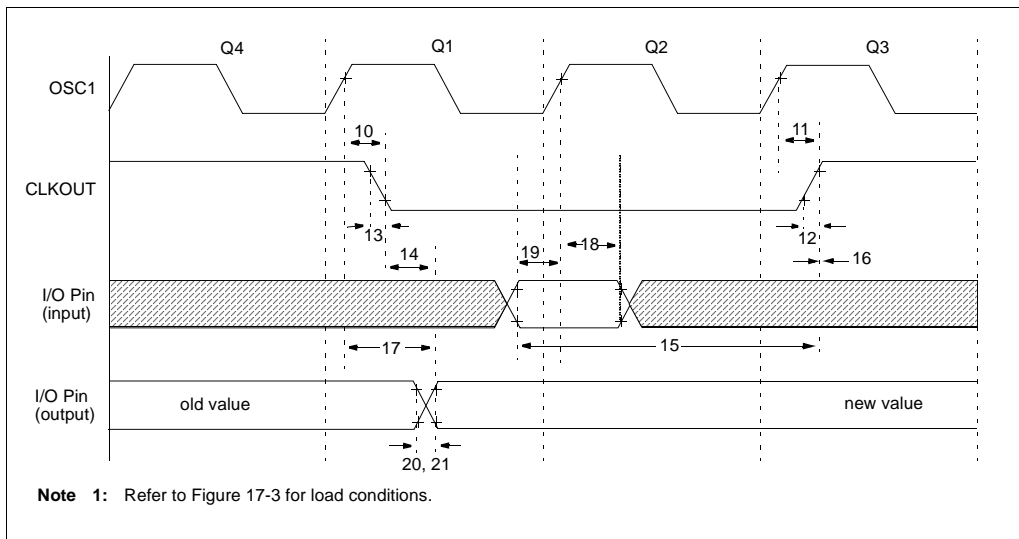 Q4 Q1 Q2 Q3
OSC1
10 11
CLKOUT
13 12
14 19 18 16
I/O Pin
(input)
17 15
I/O Pin
(output)
old value new value
20, 21
Note 1: Refer to Figure 17-3 for load conditions.